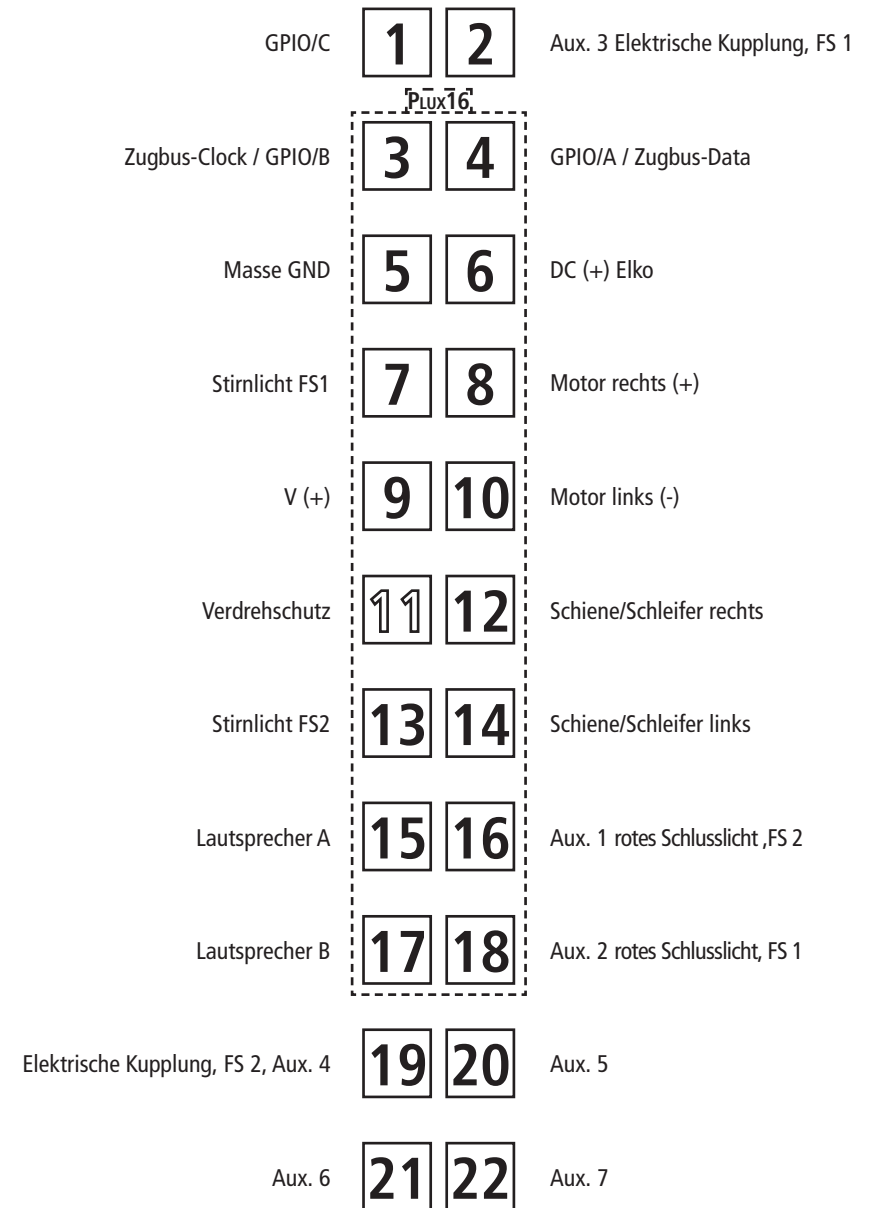 GPIO/C 1 2 Aux. 3 Elektrische Kupplung, FS 1
PLUX16
Zugbus-Clock / GPIO/B 3 4 GPIO/A / Zugbus-Data
Masse GND 5 6 DC (+) Elko
Stirnlicht FS1 7 8 Motor rechts (+)
V (+) 9 10 Motor links (-)
Verdrehschutz 11 12 Schiene/Schleifer rechts
Stirnlicht FS2 13 14 Schiene/Schleifer links
Lautsprecher A 15 16 Aux. 1 rotes Schlusslicht ,FS 2
Lautsprecher B 17 18 Aux. 2 rotes Schlusslicht, FS 1
Elektrische Kupplung, FS 2, Aux. 4 19 20 Aux. 5
Aux. 6 21 22 Aux. 7